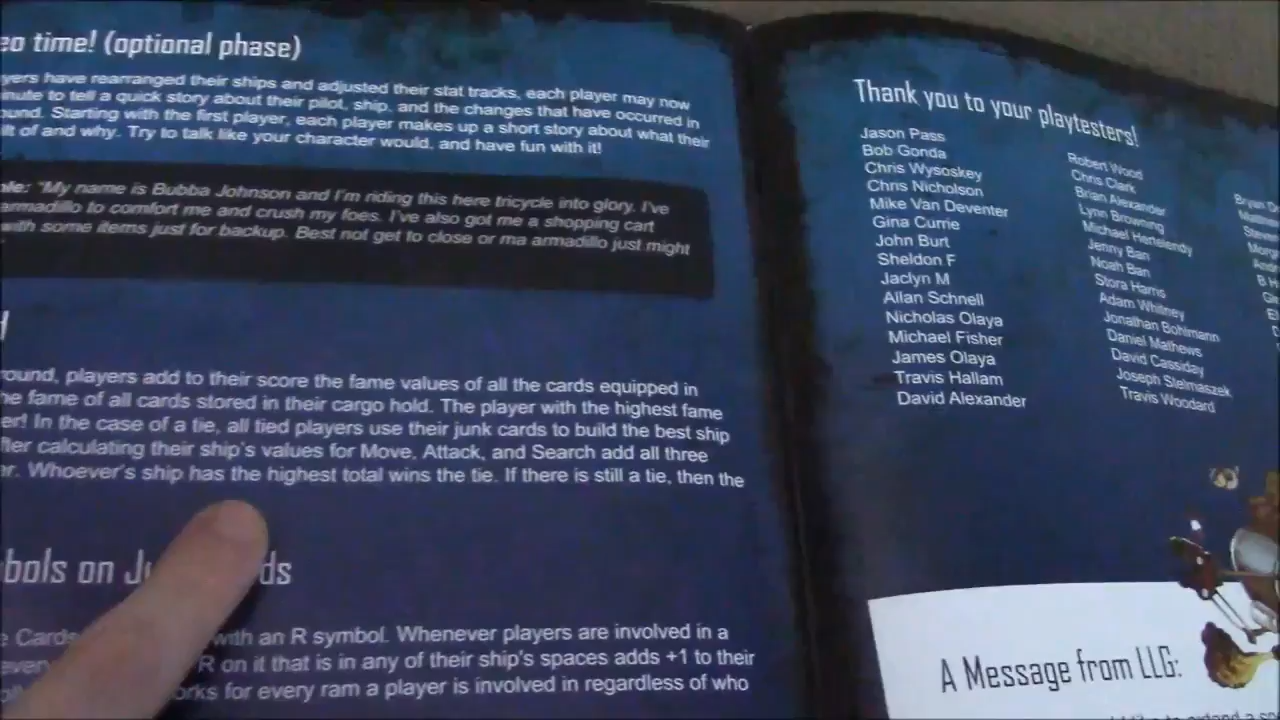 eo time! (optional phase)
yers have rearranged their ships and adjusted their stat tracks, each player may now
nute to tell a quick story about their pilot, ship, and the changes that have occurred in
ound. Starting with the first player, each player makes up a short story about what their
ilt of and why. Try to talk like your character would, and have fun with it!
ple: "My name is Bubba Johnson and I'm riding this here tricycle into glory. I've
armadillo to comfort me and crush my foes. I've also got me a shopping cart
with some items just for backup. Best not get to close or ma armadillo just might
d
round, players add to their score the fame values of all the cards equipped in
he fame of all cards stored in their cargo hold. The player with the highest fame
er! In the case of a tie, all tied players use their junk cards to build the best ship
fter calculating their ship's values for Move, Attack, and Search add all three
er. Whoever's ship has the highest total wins the tie. If there is still a tie, then the
bols on Ju ds
e Cards with an R symbol. Whenever players are involved in a
every R on it that is in any of their ship's spaces adds +1 to their
oll orks for every ram a player is involved in regardless of who
Thank you to your playtesters!
Jason Pass
Bob Gonda
Chris Wysoskey
Chris Nicholson
Mike Van Deventer
Gina Currie
John Burt
Sheldon F
Jaclyn M
Allan Schnell
Nicholas Olaya
Michael Fisher
James Olaya
Travis Hallam
David Alexander
Robert Wood
Chris Clark
Brian Alexander
Lynn Browning
Michael Hertelendy
Jenny Ban
Noah Ban
Stora Harris
Adam Whitney
Jonathan Bohlmann
Daniel Mathews
David Cassiday
Joseph Stelmaszek
Travis Woodard
Bryan
A Message from LLG: